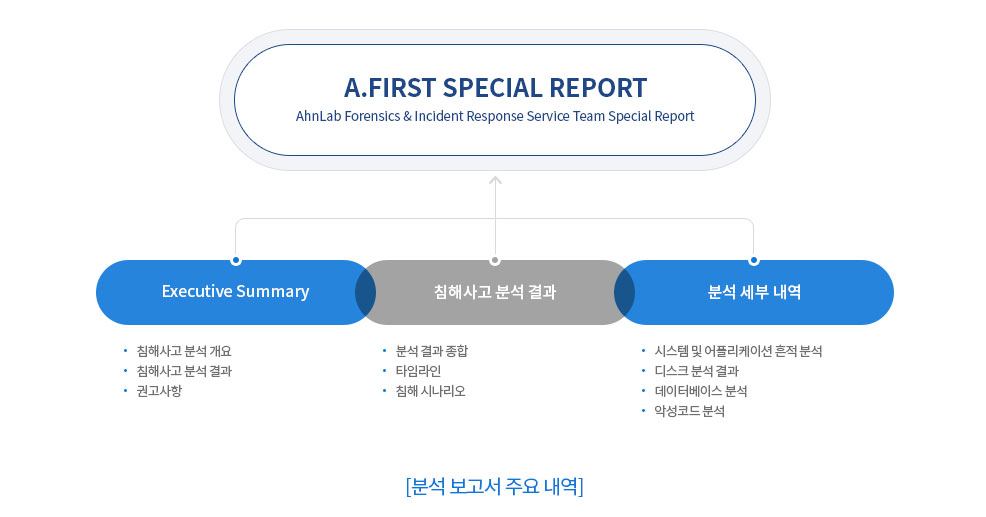 A.FIRST SPECIAL REPORT
AhnLab Forensics & Incident Response Service Team Special Report
Executive Summary
• 침해사고 분석 개요
• 침해사고 분석 결과
• 권고사항
침해사고 분석 결과
• 분석 결과 종합
• 타임라인
• 침해 시나리오
분석 세부 내역
• 시스템 및 어플리케이션 흔적 분석
• 디스크 분석 결과
• 데이터베이스 분석
• 악성코드 분석
[분석 보고서 주요 내역]